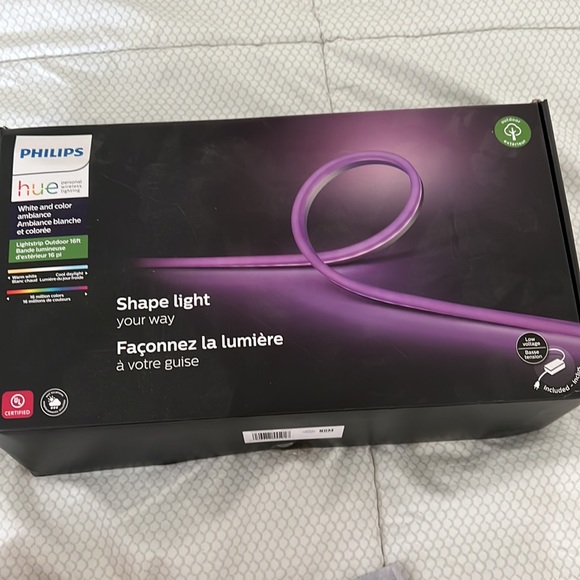 PHILIPS
hue personal
wireless
lighting
White and color
ambiance
Ambiance blanche
et colorée
Lightstrip Outdoor 16ft
Bande lumineuse
d'extérieur 16 pi
Warm white Cool daylight
Blanc chaud Lumière du jour froide
16 million colors
16 millions de couleurs
outdoor
extérieur
Shape light
your way
Façonnez la lumière
à votre guise
Low
voltage
Basse
tension
included
UL
CERTIFIED